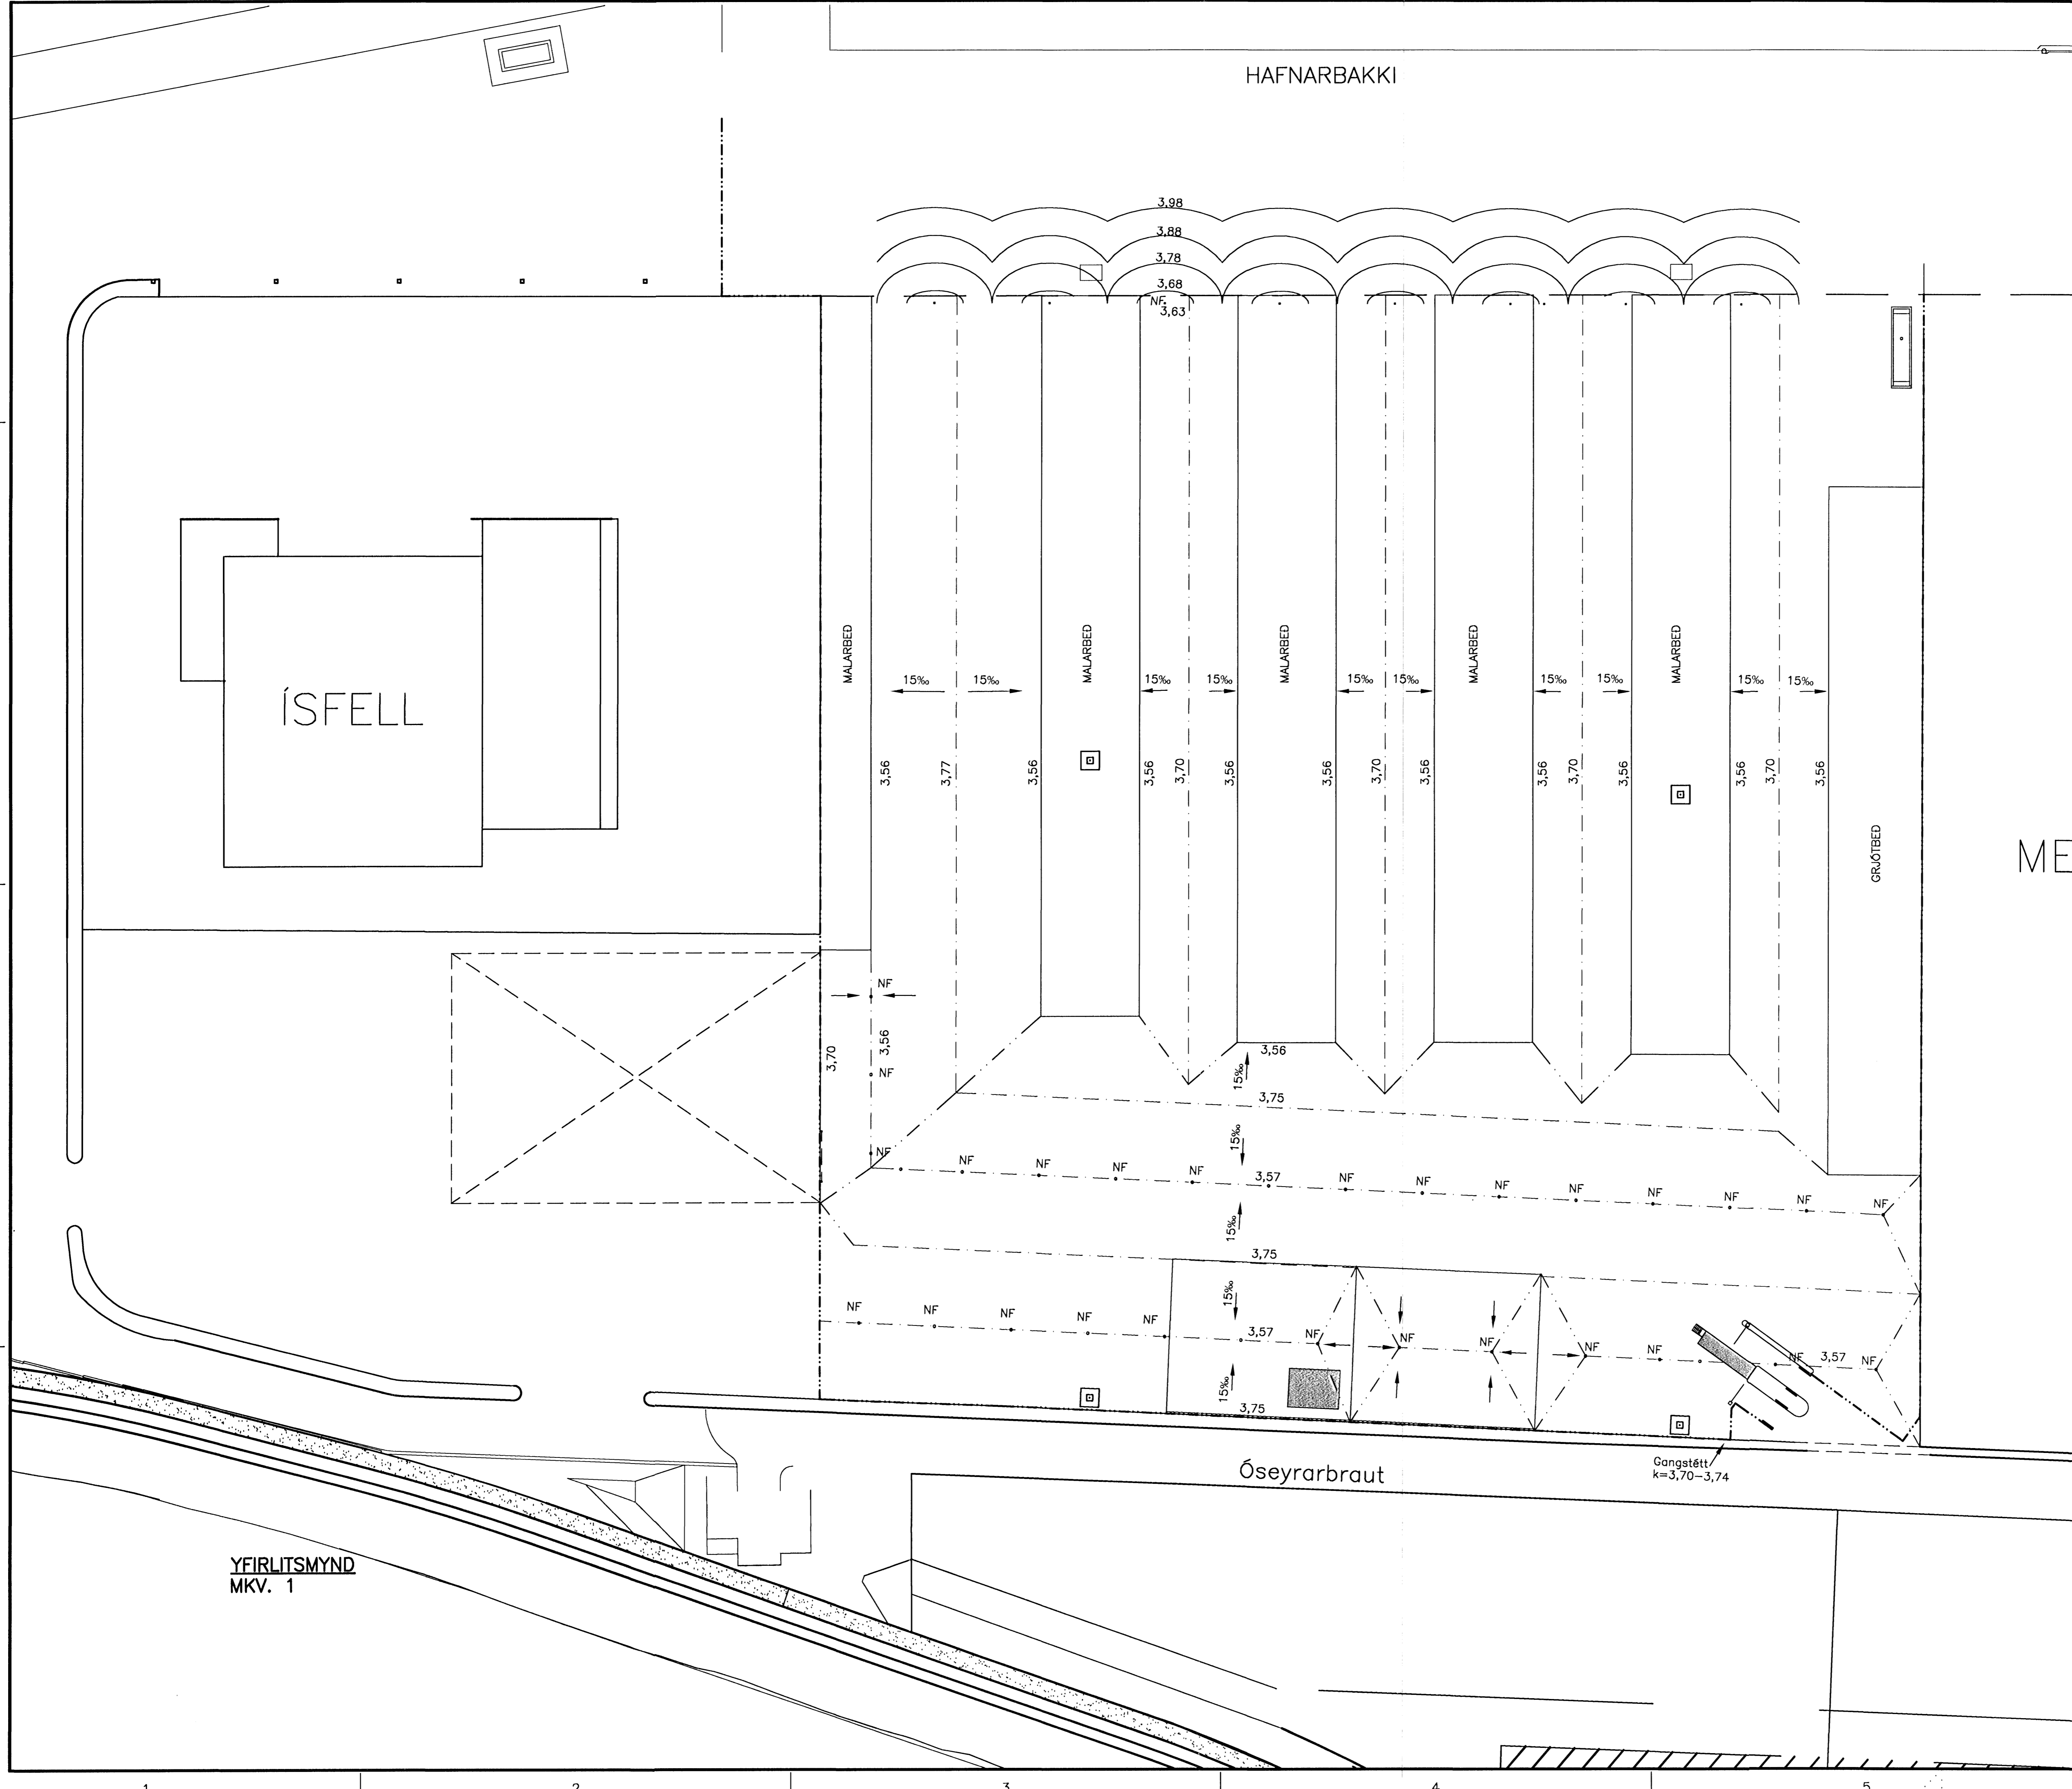 HAFNARBAKKI
3,98
3,88
3,78
3,68
NF
3,63
MALARBEÐ
MALARBEÐ
MALARBEÐ
MALARBEÐ
MALARBEÐ
15‰
15‰
15‰
15‰
15‰
15‰
15‰
15‰
15‰
15‰
ÍSFELL
3,56
3,77
3,56
3,56
3,70
3,56
3,56
3,70
3,56
3,56
3,70
3,56
3,56
3,70
3,56
GRJÓTBEÐ
ME
NF
3,70
3,56
NF
3,56
15‰
3,75
15‰
NF
NF
NF
NF
NF
3,57
NF
NF
NF
NF
NF
NF
NF
NF
15‰
3,75
15‰
NF
NF
NF
NF
NF
3,57
NF
NF
NF
NF
NF
NF
3,57
NF
15‰
3,75
Óseyrarbraut
Gangstétt
k=3,70-3,74
YFIRLITSMYND
MKV. 1
1
2
3
4
5